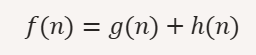 f(n) = g(n) + h(n)